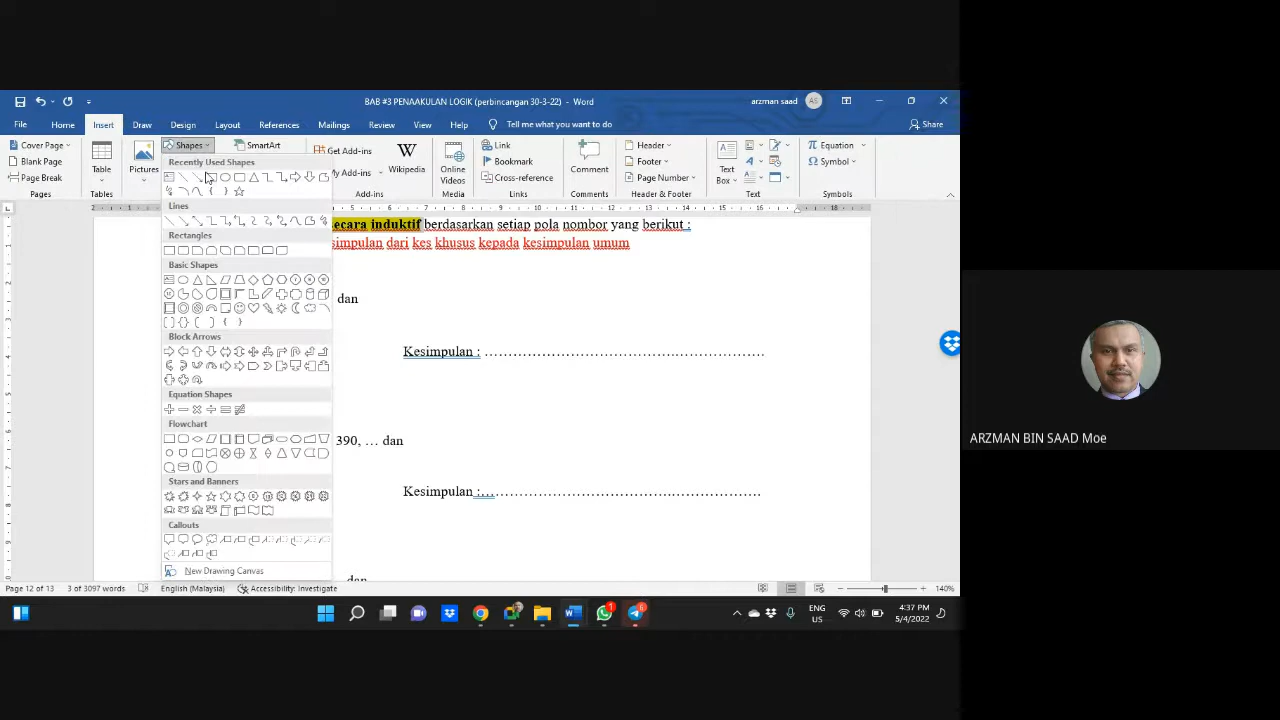 BAB #3 PENAAKULAN LOGIK (perbincangan 30-3-22) - Word
arzman saad
AS
File
Home
Insert
Draw
Design
Layout
References
Mailings
Review
View
Help
Tell me what you want to do
Share
Cover Page
Blank Page
Page Break
Pages
Table
Pictures
Shapes
SmartArt
Get Add-ins
My Add-ins
Wikipedia
Online Videos
Link
Bookmark
Cross-reference
Comment
Header
Footer
Page Number
Text Box
Equation
Symbol
Symbols
Tables
Recently Used Shapes
Lines
Rectangles
Basic Shapes
Block Arrows
Equation Shapes
Flowchart
Stars and Banners
Callouts
New Drawing Canvas
Links
Comments
Header & Footer
Text
ecara induktif berdasarkan setiap pola nombor yang berikut :
simpulan dari kes khusus kepada kesimpulan umum
dan
Kesimpulan : ……………………………………………………
390, … dan
Kesimpulan :…………………………………………………
dan
Page 12 of 13
3 of 3097 words
English (Malaysia)
Accessibility: Investigate
140%
ENG
US
4:37 PM
5/4/2022
ARZMAN BIN SAAD Moe